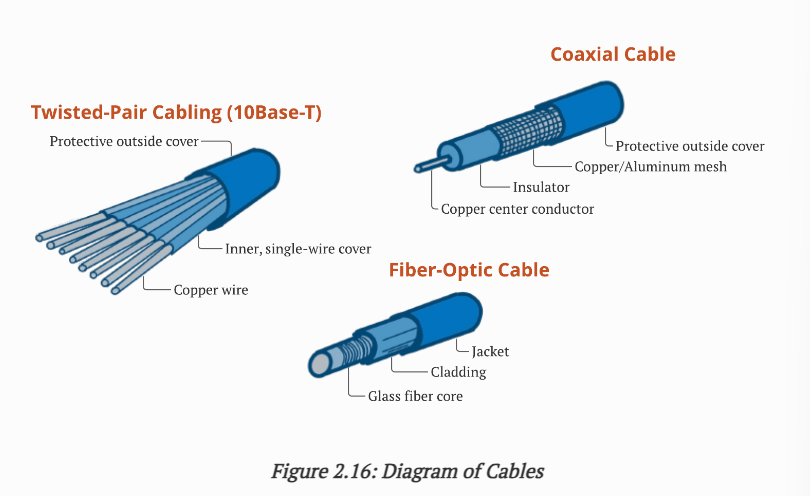 Coaxial Cable
Protective outside cover
Copper/Aluminum mesh
Insulator
Copper center conductor
Twisted-Pair Cabling (10Base-T)
Protective outside cover
Inner, single-wire cover
Copper wire
Fiber-Optic Cable
Jacket
Cladding
Glass fiber core
Figure 2.16: Diagram of Cables